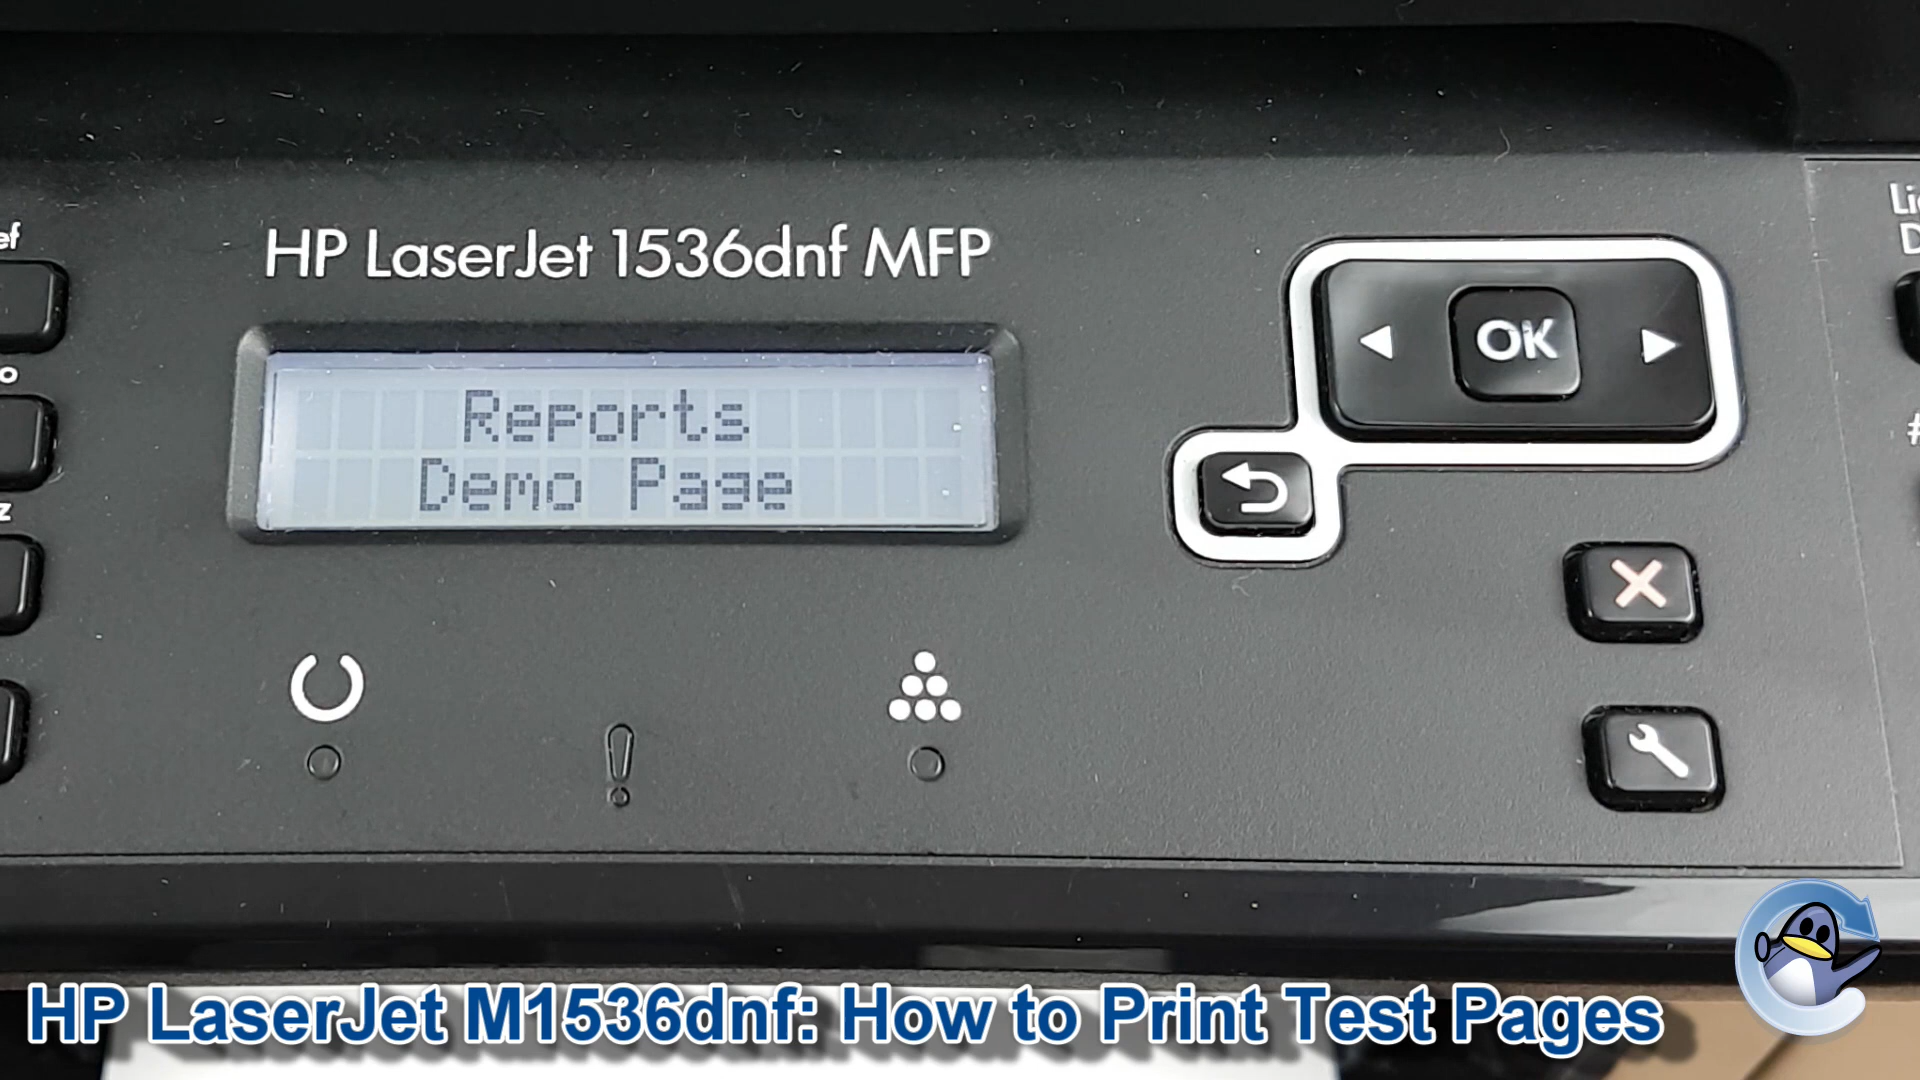 HP LaserJet 1536dnf MFP
Reports
Demo Page
OK
HP LaserJet M1536dnf: How to Print Test Pages